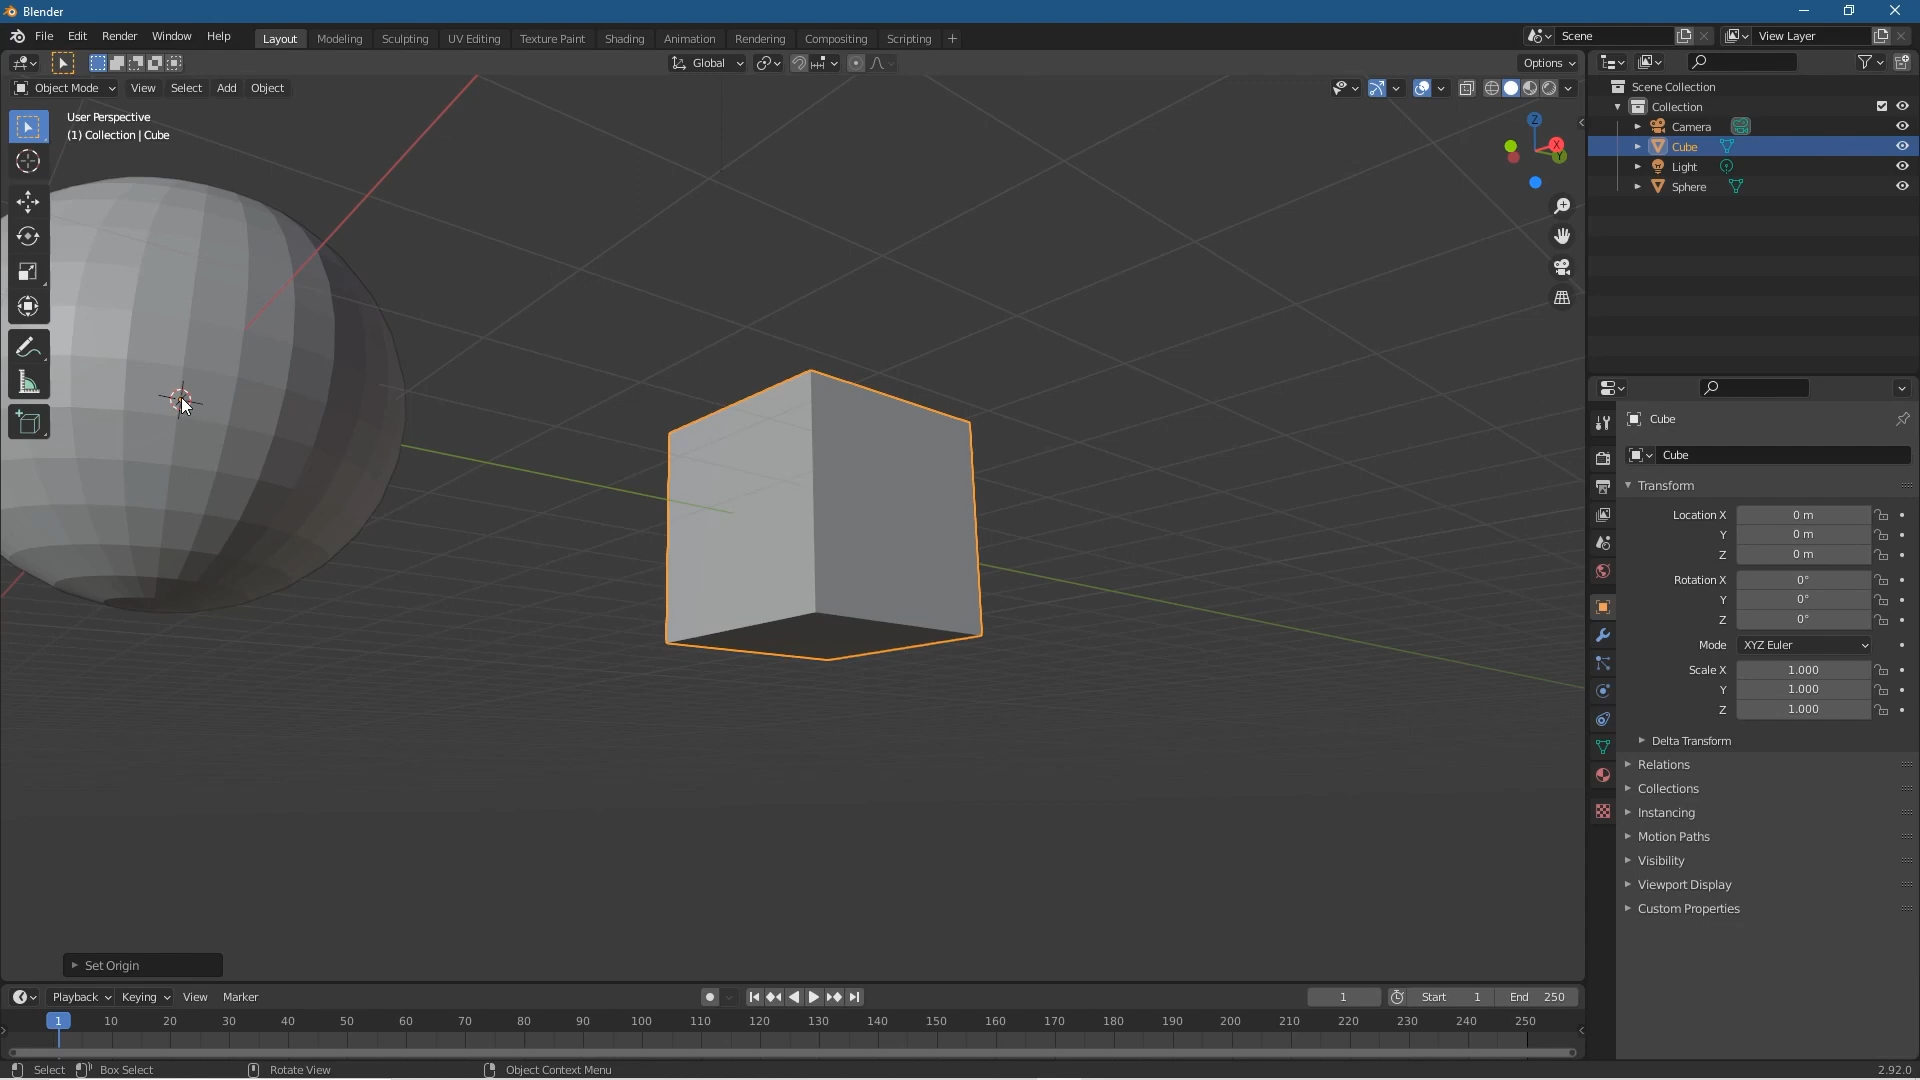 Blender
File Edit Render Window Help Layout Modeling Sculpting UV Editing Texture Paint Shading Animation Rendering Compositing Scripting + Scene View Layer
Global Options
Object Mode View Select Add Object
User Perspective
(1) Collection | Cube
Z
X
Y
Scene Collection
Collection
Camera
Cube
Light
Sphere
Cube
Cube
Transform
Location X 0 m
Y 0 m
Z 0 m
Rotation X 0°
Y 0°
Z 0°
Mode XYZ Euler
Scale X 1.000
Y 1.000
Z 1.000
Delta Transform
Relations
Collections
Instancing
Motion Paths
Visibility
Viewport Display
Custom Properties
Set Origin
Playback Keying View Marker 1 Start 1 End 250
1 10 20 30 40 50 60 70 80 90 100 110 120 130 140 150 160 170 180 190 200 210 220 230 240 250
Select Box Select Rotate View Object Context Menu 2.92.0